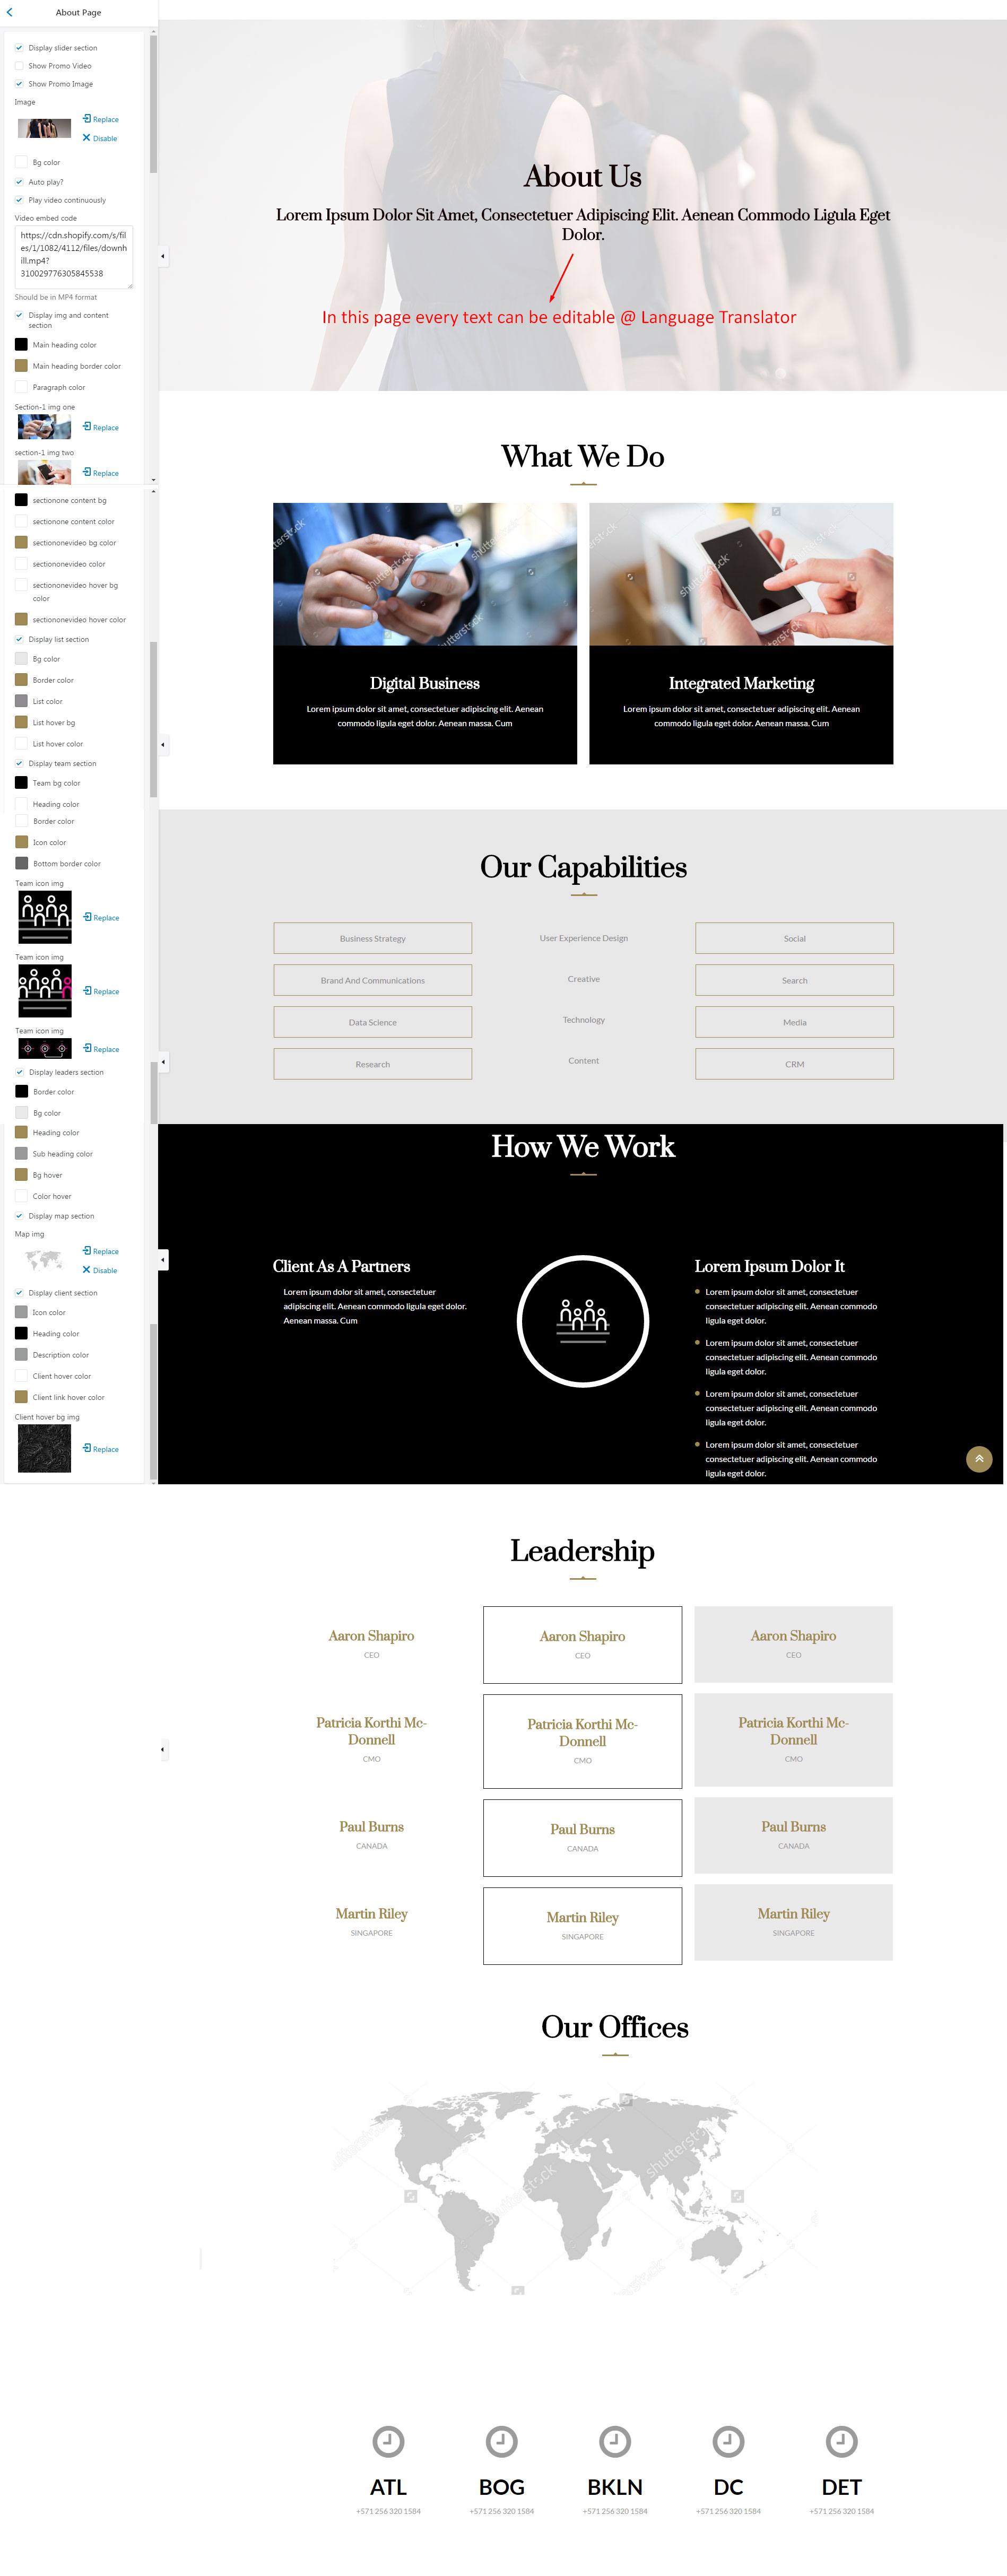 About Page
Display slider section
Show Promo Video
Show Promo Image
Image
Replace
Disable
Bg color
Auto play?
Play video continuously
Video embed code
https://cdn.shopify.com/s/fil
es/1/1082/4112/files/downh
ill.mp4?
310029776305845538
Should be in MP4 format
Display img and content
section
Main heading color
Main heading border color
Paragraph color
Section-1 img one
Replace
section-1 img two
Replace
sectionone content bg
sectionone content color
sectiononevideo bg color
sectiononevideo color
sectiononevideo hover bg
color
sectiononevideo hover color
Display list section
Bg color
Border color
List color
List hover bg
List hover color
Display team section
Team bg color
Heading color
Border color
Icon color
Bottom border color
Team icon img
Replace
Team icon img
Replace
Team icon img
Replace
Display leaders section
Border color
Bg color
Heading color
Sub heading color
Bg hover
Color hover
Display map section
Map img
Replace
Disable
Display client section
Icon color
Heading color
Description color
Client hover color
Client link hover color
Client hover bg img
Replace
About Us
Lorem Ipsum Dolor Sit Amet, Consectetuer Adipiscing Elit. Aenean Commodo Ligula Eget
Dolor.
In this page every text can be editable @ Language Translator
What We Do
shutterstock
shutterstock
shutterstock
Digital Business
Lorem ipsum dolor sit amet, consectetuer adipiscing elit. Aenean
commodo ligula eget dolor. Aenean massa. Cum
Integrated Marketing
Lorem ipsum dolor sit amet, consectetuer adipiscing elit. Aenean
commodo ligula eget dolor. Aenean massa. Cum
Our Capabilities
Business Strategy
User Experience Design
Social
Brand And Communications
Creative
Search
Data Science
Technology
Media
Research
Content
CRM
How We Work
Client As A Partners
Lorem ipsum dolor sit amet, consectetuer
adipiscing elit. Aenean commodo ligula eget dolor.
Aenean massa. Cum
Lorem Ipsum Dolor It
Lorem ipsum dolor sit amet, consectetuer
consectetuer adipiscing elit. Aenean commodo
ligula eget dolor.
Lorem ipsum dolor sit amet, consectetuer
consectetuer adipiscing elit. Aenean commodo
ligula eget dolor.
Lorem ipsum dolor sit amet, consectetuer
consectetuer adipiscing elit. Aenean commodo
ligula eget dolor.
Lorem ipsum dolor sit amet, consectetuer
consectetuer adipiscing elit. Aenean commodo
ligula eget dolor.
Leadership
Aaron Shapiro
CEO
Aaron Shapiro
CEO
Aaron Shapiro
CEO
Patricia Korthi Mc-
Donnell
CMO
Patricia Korthi Mc-
Donnell
CMO
Patricia Korthi Mc-
Donnell
CMO
Paul Burns
CANADA
Paul Burns
CANADA
Paul Burns
CANADA
Martin Riley
SINGAPORE
Martin Riley
SINGAPORE
Martin Riley
SINGAPORE
Our Offices
shutterstock
shutterstock
ATL
+571 256 320 1584
BOG
+571 256 320 1584
BKLN
+571 256 320 1584
DC
+571 256 320 1584
DET
+571 256 320 1584